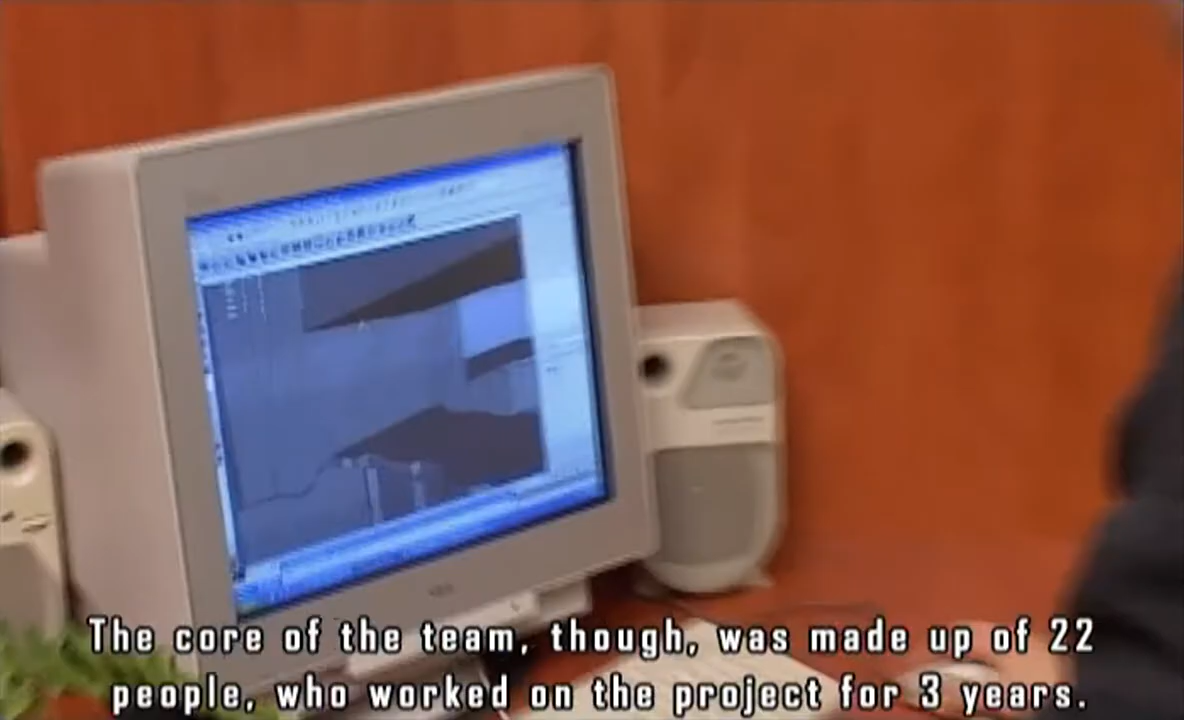 The core of the team, though, was made up of 22
people, who worked on the project for 3 years.